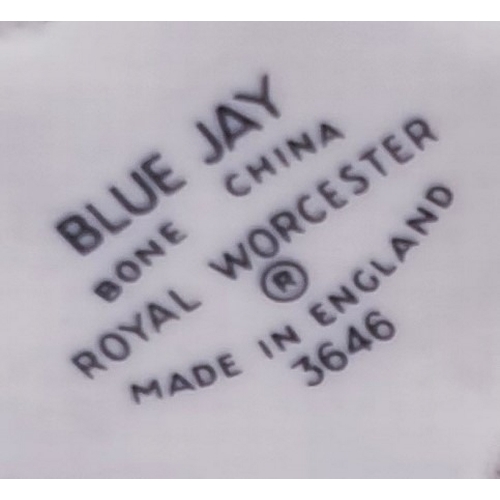 BLUE JAY
BONE CHINA
ROYAL WORCESTER
®
MADE IN ENGLAND
3646